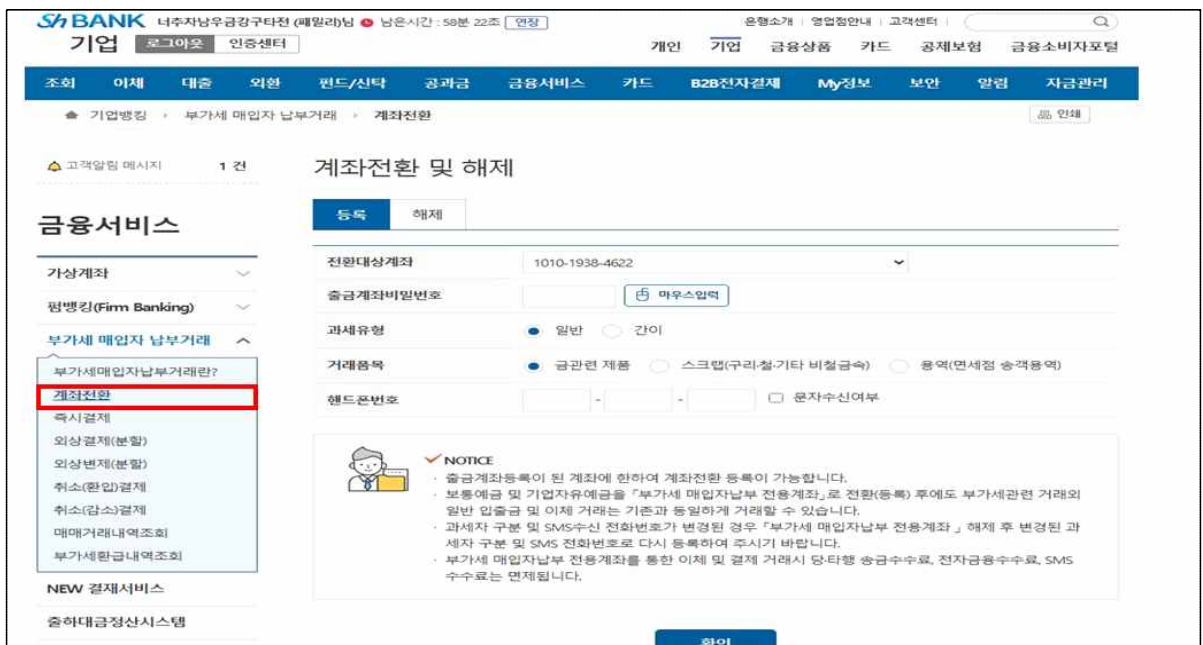 Sh BANK 너주자남우금강구타전 (패밀리)님 남은시간 : 58분 22초 연장 은행소개 영업점안내 고객센터
기업 로그아웃 인증센터 개인 기업 금융상품 카드 공제보험 금융소비자포털
조회 이체 대출 외환 펀드/신탁 공과금 금융서비스 카드 B2B전자결제 My정보 보안 알림 자금관리
기업뱅킹 › 부가세 매입자 납부거래 › 계좌전환 인쇄
고객알림 메시지 1 건
계좌전환 및 해제
금융서비스
등록 해제
가상계좌
펌뱅킹(Firm Banking)
부가세 매입자 납부거래
부가세매입자납부거래란?
계좌전환
즉시결제
외상결제(분할)
외상변제(분할)
취소(환입)결제
취소(감소)결제
매매거래내역조회
부가세환급내역조회
NEW 결재서비스
출하대금정산시스템
전환대상계좌 1010-1938-4622
출금계좌비밀번호 마우스입력
과세유형 일반 간이
거래품목 금관련 제품 스크랩(구리·철·기타 비철금속) 용역(면세점 송객용역)
핸드폰번호 - - 문자수신여부
NOTICE
· 출금계좌등록이 된 계좌에 한하여 계좌전환 등록이 가능합니다.
· 보통예금 및 기업자유예금을 「부가세 매입자납부 전용계좌」로 전환(등록) 후에도 부가세관련 거래외
일반 입출금 및 이체 거래는 기존과 동일하게 거래할 수 있습니다.
· 과세자 구분 및 SMS수신 전화번호가 변경된 경우 「부가세 매입자납부 전용계좌 」 해제 후 변경된 과
세자 구분 및 SMS 전화번호로 다시 등록하여 주시기 바랍니다.
· 부가세 매입자납부 전용계좌를 통한 이체 및 결제 거래시 당·타행 송금수수료, 전자금융수수료, SMS
수수료는 면제됩니다.
확인